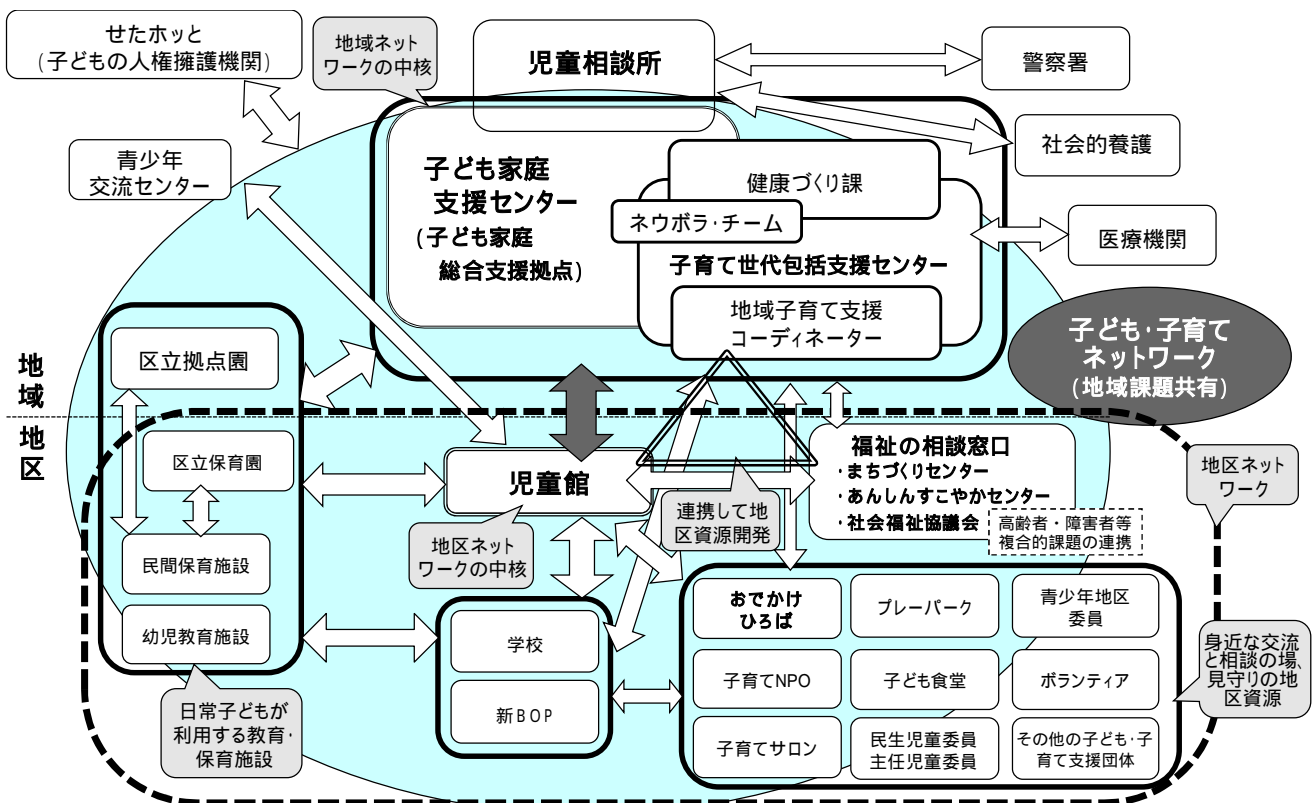 せたホッと
(子どもの人権擁護機関)
地域ネット
ワークの中核
児童相談所
警察署
社会的養護
青少年
交流センター
子ども家庭
支援センター
(子ども家庭
総合支援拠点)
健康づくり課
ネウボラ・チーム
子育て世代包括支援センター
地域子育て支援
コーディネーター
医療機関
子ども・子育て
ネットワーク
(地域課題共有)
地域
地区
区立拠点園
区立保育園
民間保育施設
幼児教育施設
日常子どもが
利用する教育・
保育施設
児童館
地区ネット
ワークの中核
連携して地
区資源開発
福祉の相談窓口
・まちづくりセンター
・あんしんすこやかセンター
・社会福祉協議会
高齢者・障害者等
複合的課題の連携
地区ネット
ワーク
学校
新BOP
おでかけ
ひろば
プレーパーク
青少年地区
委員
子育てNPO
子ども食堂
ボランティア
子育てサロン
民生児童委員
主任児童委員
その他の子ども・子
育て支援団体
身近な交流
と相談の場、
見守りの地
区資源